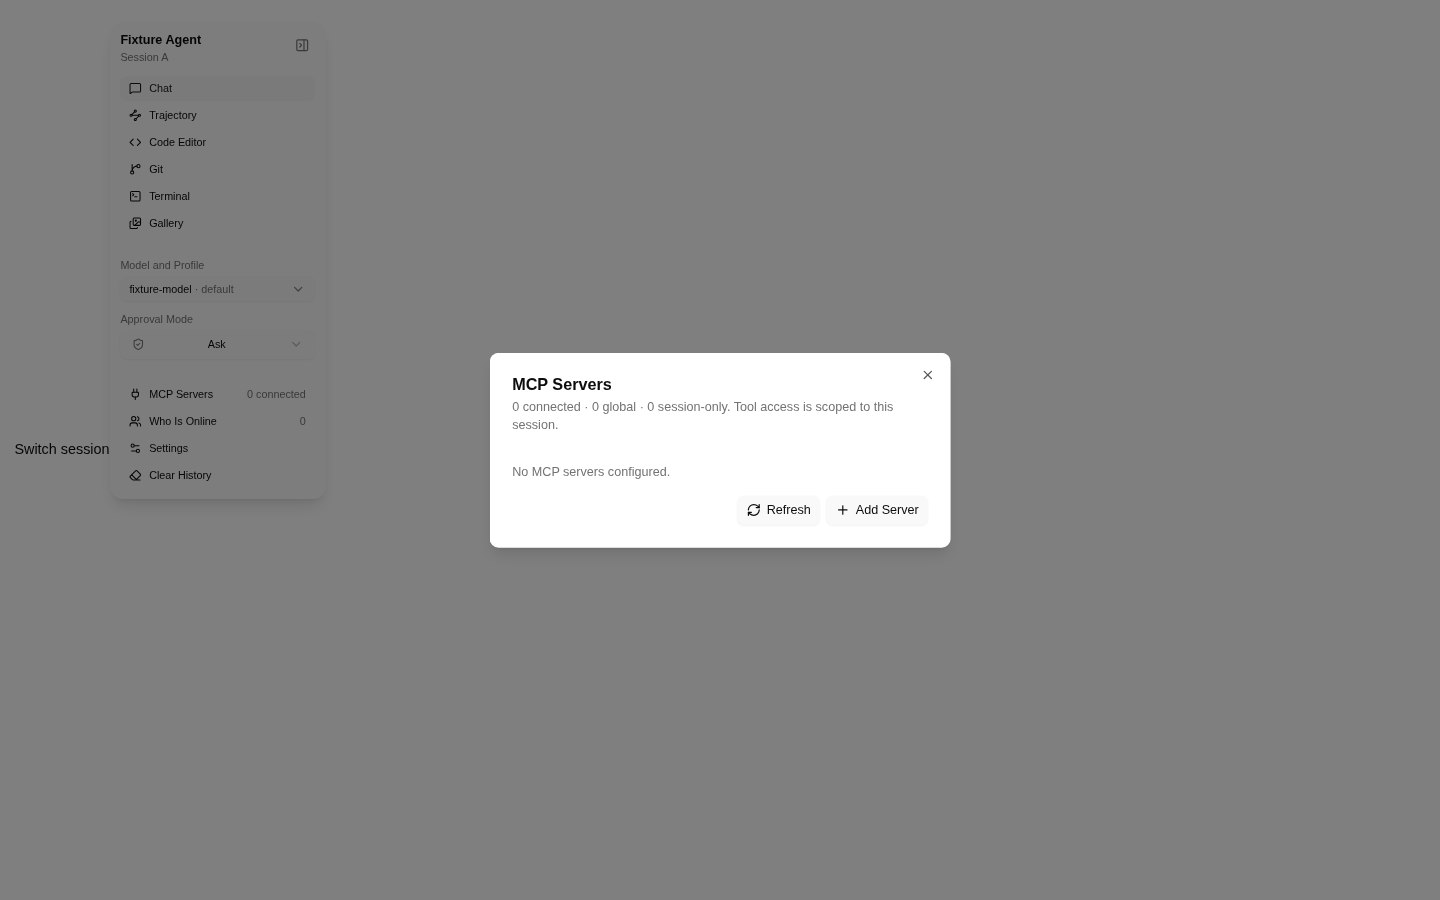 Fixture Agent
Session A
Chat
Trajectory
Code Editor
Git
Terminal
Gallery
Model and Profile
fixture-model · default
Approval Mode
Ask
MCP Servers 0 connected
Who Is Online 0
Switch session
Settings
Clear History
MCP Servers
0 connected · 0 global · 0 session-only. Tool access is scoped to this
session.
No MCP servers configured.
Refresh
Add Server